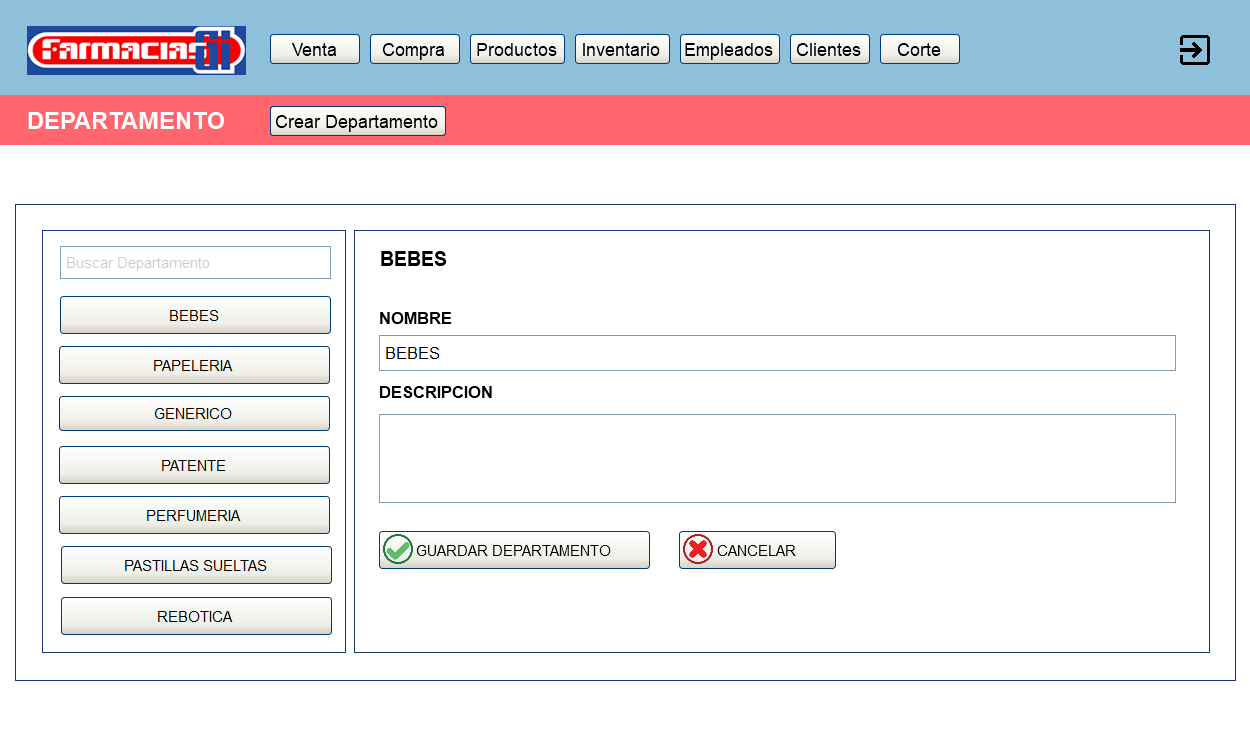 Farmacias GI
Venta Compra Productos Inventario Empleados Clientes Corte
DEPARTAMENTO Crear Departamento
Buscar Departamento
BEBES
PAPELERIA
GENERICO
PATENTE
PERFUMERIA
PASTILLAS SUELTAS
REBOTICA
BEBES
NOMBRE
BEBES
DESCRIPCION
GUARDAR DEPARTAMENTO CANCELAR